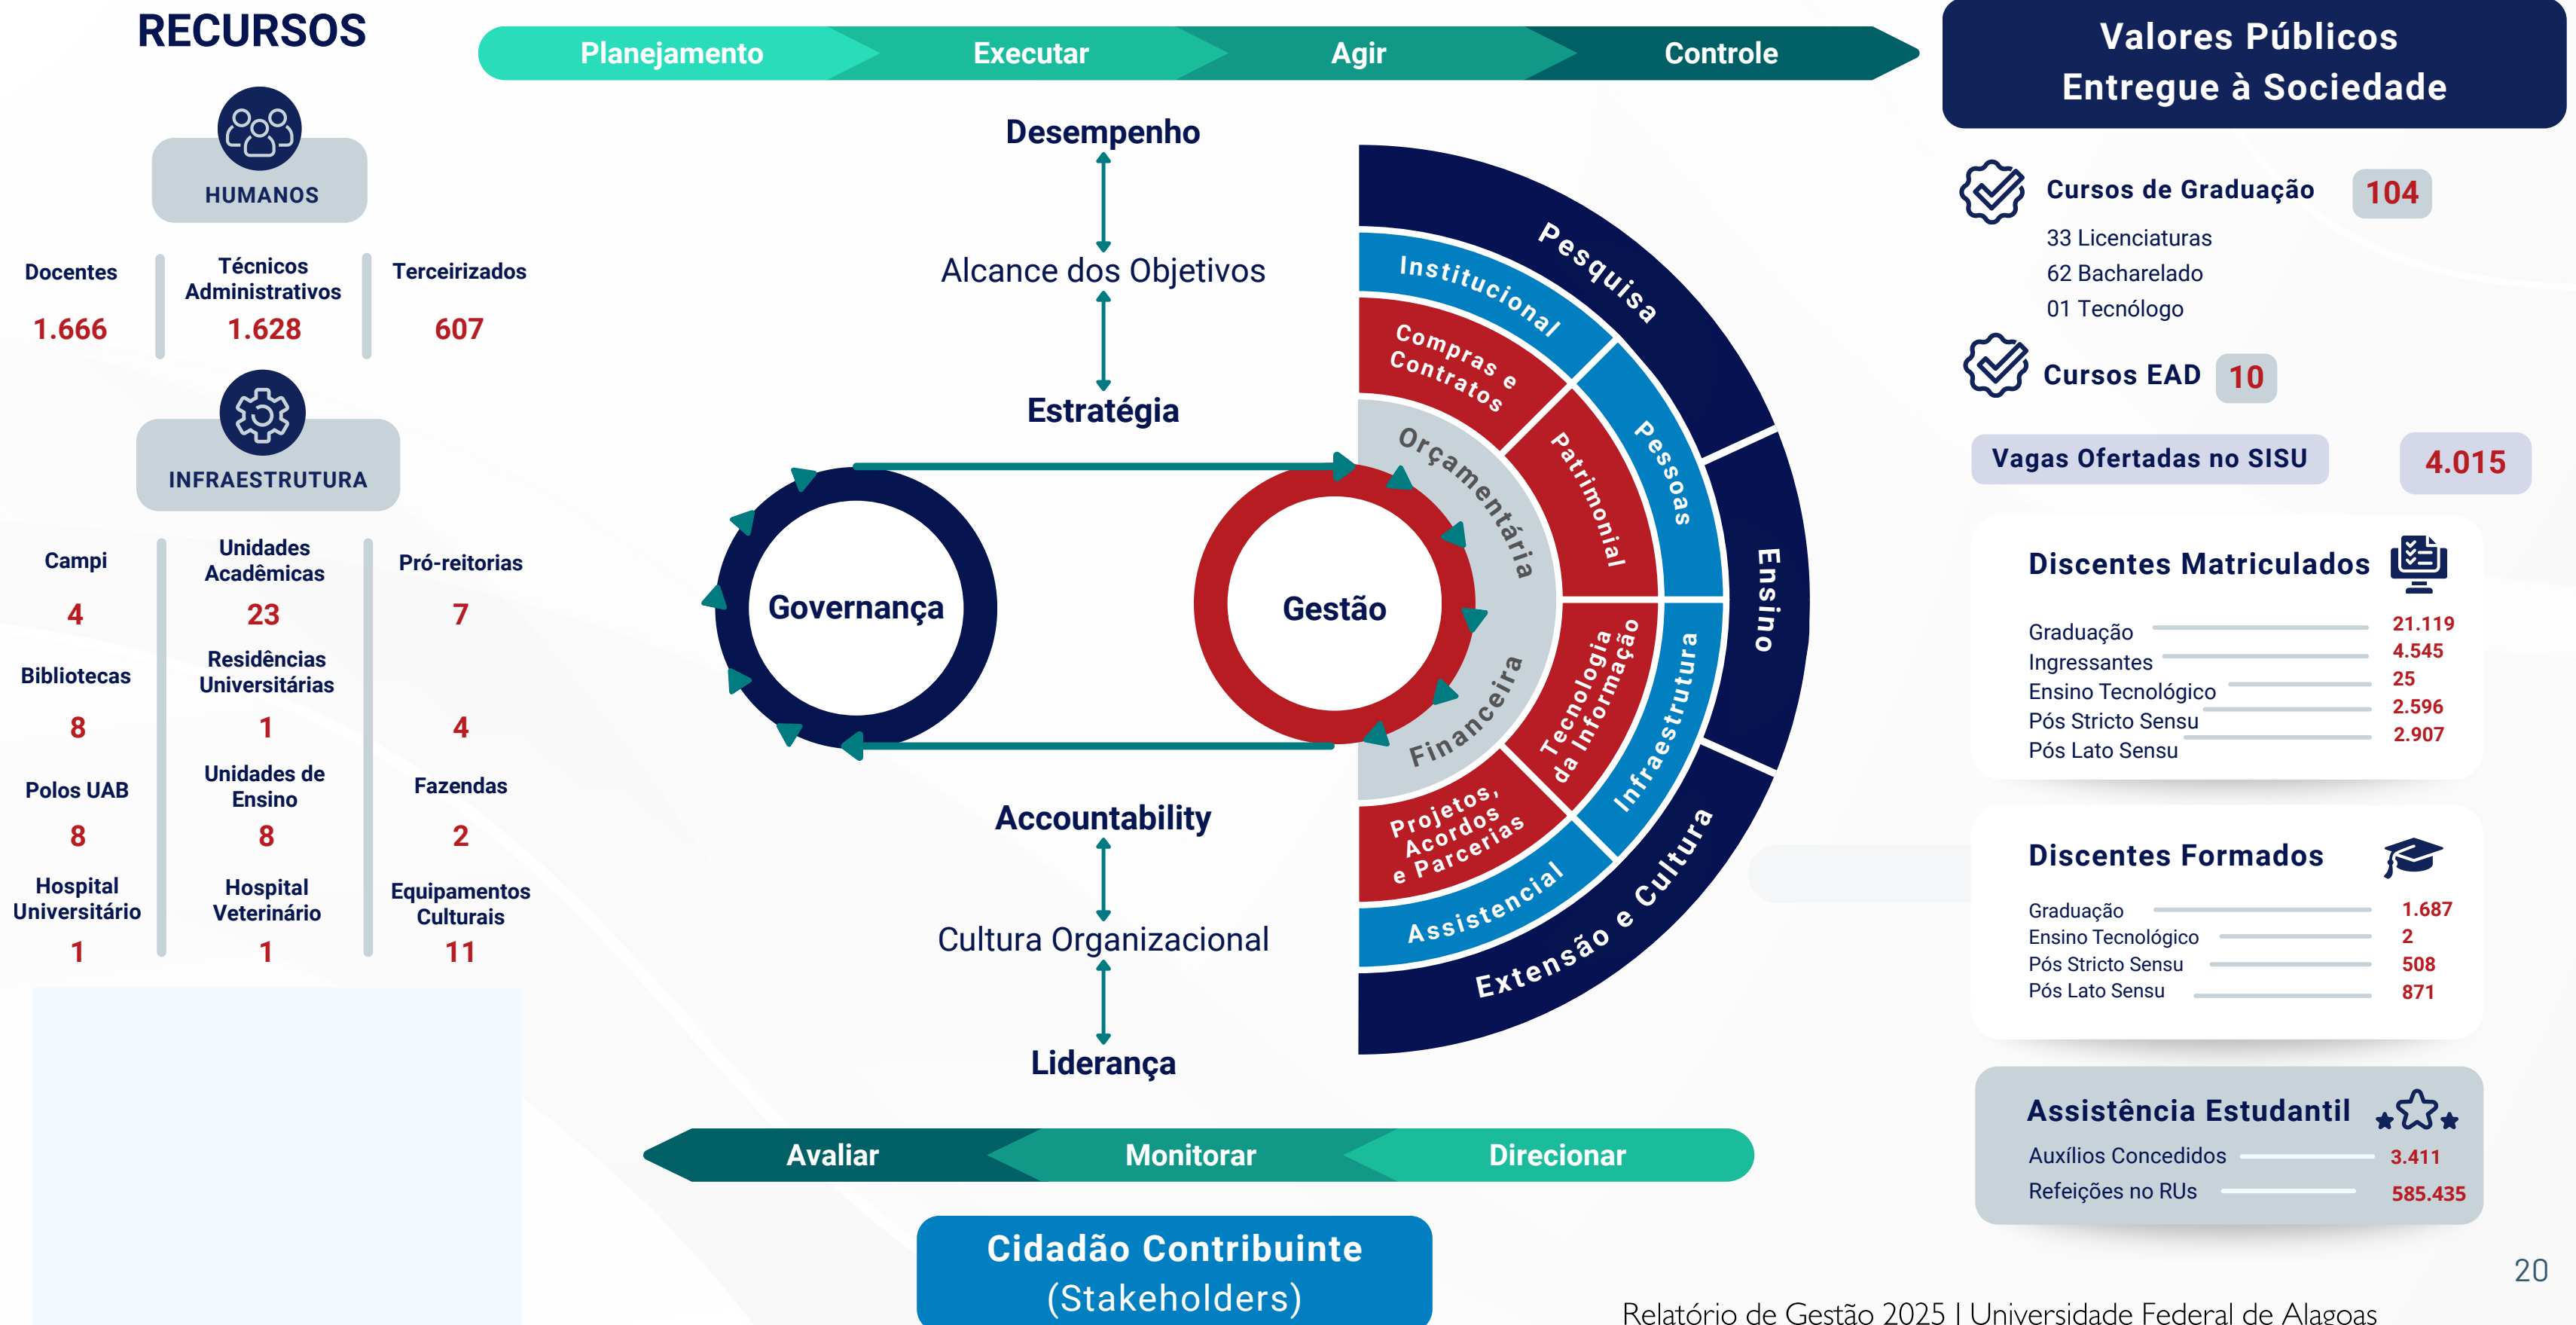 RECURSOS
HUMANOS
Docentes
1.666
Técnicos
Administrativos
1.628
Terceirizados
607
INFRAESTRUTURA
Campi
4
Unidades
Acadêmicas
23
Pró-reitorias
7
Bibliotecas
8
Residências
Universitárias
1
4
Polos UAB
8
Unidades de
Ensino
8
Fazendas
2
Hospital
Universitário
1
Hospital
Veterinário
1
Equipamentos
Culturais
11
Planejamento
Executar
Agir
Controle
Desempenho
Alcance dos Objetivos
Estratégia
Governança
Gestão
Orçamentária
Financeira
Compras e
Contratos
Patrimonial
Tecnologia
da Informação
Projetos,
Acordos
e Parcerias
Institucional
Pessoas
Infraestrutura
Assistencial
Pesquisa
Ensino
Extensão e Cultura
Accountability
Cultura Organizacional
Liderança
Avaliar
Monitorar
Direcionar
Cidadão Contribuinte
(Stakeholders)
Valores Públicos
Entregue à Sociedade
Cursos de Graduação 104
33 Licenciaturas
62 Bacharelado
01 Tecnólogo
Cursos EAD 10
Vagas Ofertadas no SISU 4.015
Discentes Matriculados
Graduação 21.119
Ingressantes 4.545
Ensino Tecnológico 25
Pós Stricto Sensu 2.596
Pós Lato Sensu 2.907
Discentes Formados
Graduação 1.687
Ensino Tecnológico 2
Pós Stricto Sensu 508
Pós Lato Sensu 871
Assistência Estudantil
Auxílios Concedidos 3.411
Refeições no RUs 585.435
20
Relatório de Gestão 2025 | Universidade Federal de Alagoas